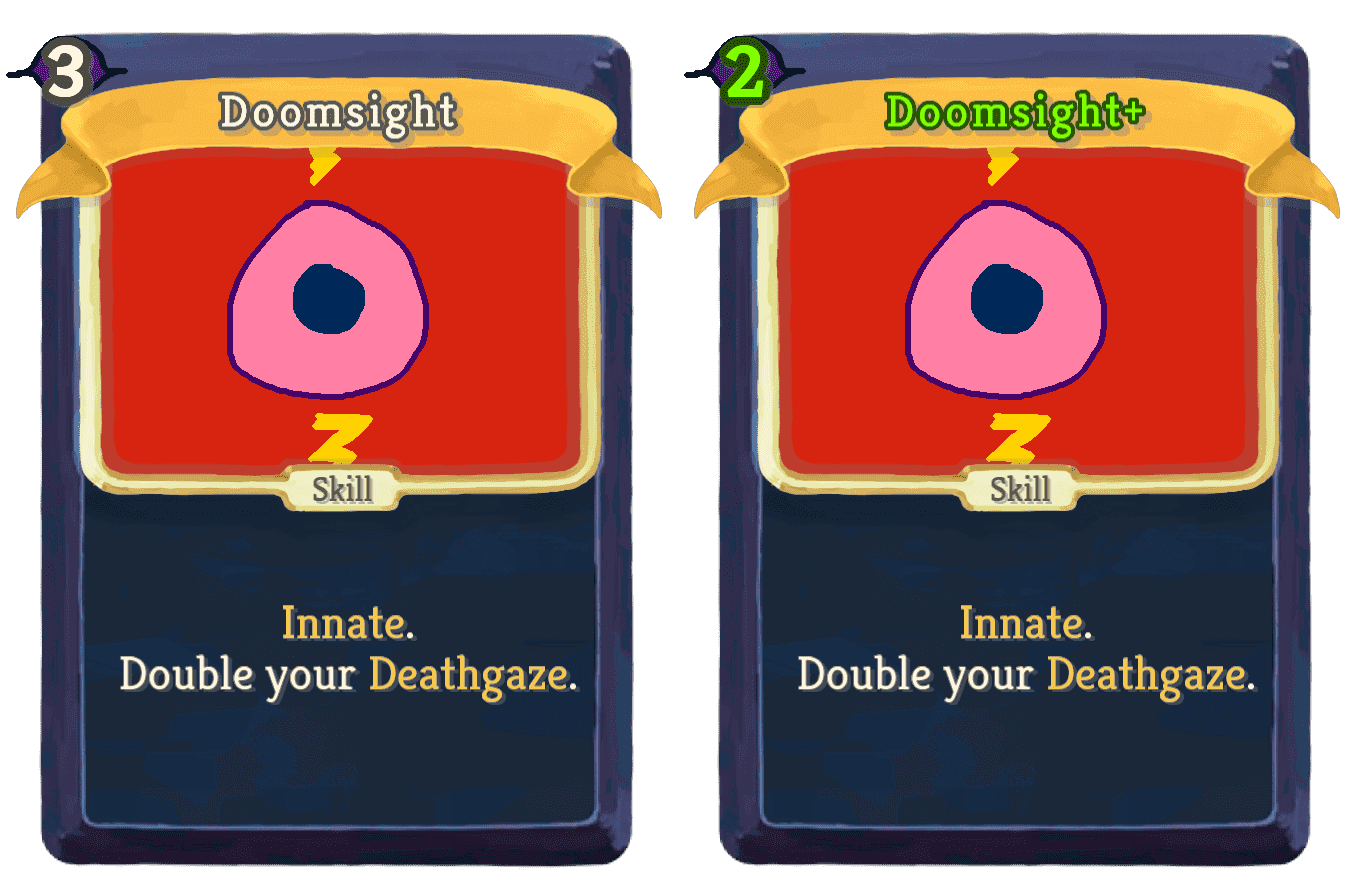 3
Doomsight
Skill
Innate.
Double your Deathgaze.
2
Doomsight+
Skill
Innate.
Double your Deathgaze.